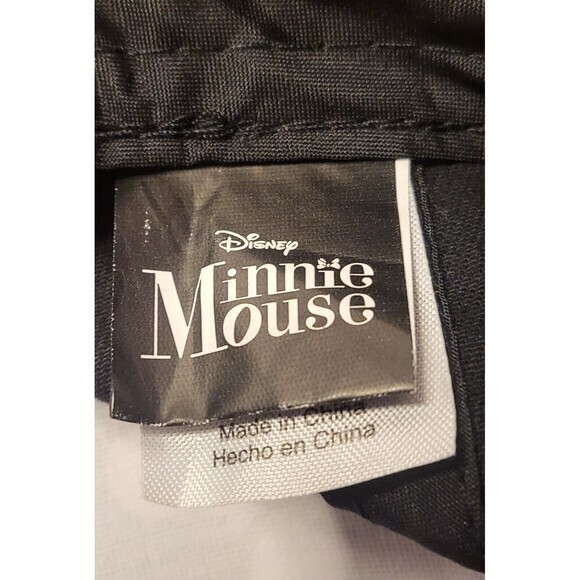 Disney
Minnie
Mouse
Made in China
Hecho en China